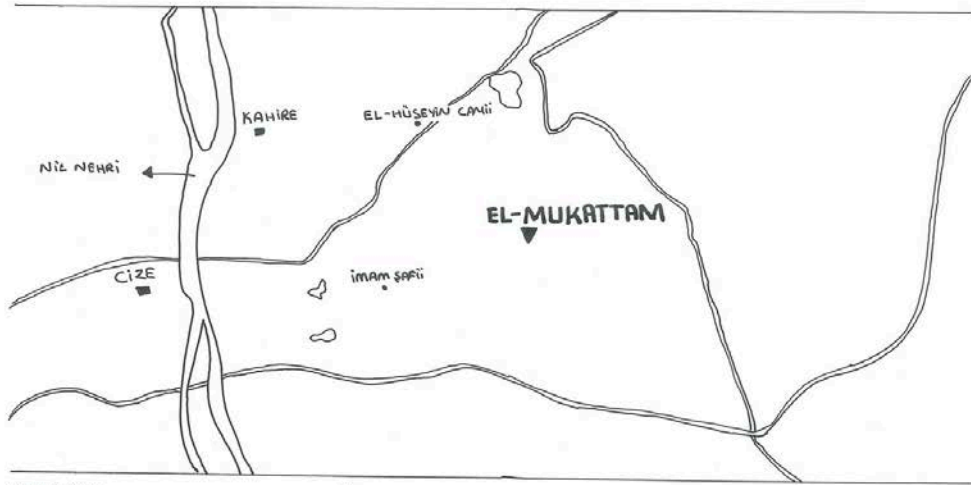 KAHİRE
EL-HÜSEYİN CAMİİ
NİL NEHRİ
EL-MUKATTAM
CİZE
İMAM ŞAFİİ